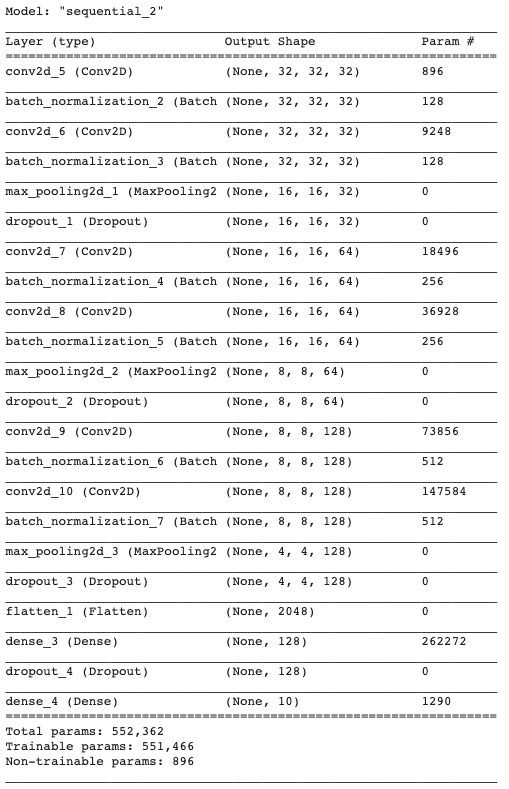 Model: "sequential_2"
Layer (type) Output Shape Param #
conv2d_5 (Conv2D) (None, 32, 32, 32) 896
batch_normalization_2 (Batch (None, 32, 32, 32) 128
conv2d_6 (Conv2D) (None, 32, 32, 32) 9248
batch_normalization_3 (Batch (None, 32, 32, 32) 128
max_pooling2d_1 (MaxPooling2 (None, 16, 16, 32) 0
dropout_1 (Dropout) (None, 16, 16, 32) 0
conv2d_7 (Conv2D) (None, 16, 16, 64) 18496
batch_normalization_4 (Batch (None, 16, 16, 64) 256
conv2d_8 (Conv2D) (None, 16, 16, 64) 36928
batch_normalization_5 (Batch (None, 16, 16, 64) 256
max_pooling2d_2 (MaxPooling2 (None, 8, 8, 64) 0
dropout_2 (Dropout) (None, 8, 8, 64) 0
conv2d_9 (Conv2D) (None, 8, 8, 128) 73856
batch_normalization_6 (Batch (None, 8, 8, 128) 512
conv2d_10 (Conv2D) (None, 8, 8, 128) 147584
batch_normalization_7 (Batch (None, 8, 8, 128) 512
max_pooling2d_3 (MaxPooling2 (None, 4, 4, 128) 0
dropout_3 (Dropout) (None, 4, 4, 128) 0
flatten_1 (Flatten) (None, 2048) 0
dense_3 (Dense) (None, 128) 262272
dropout_4 (Dropout) (None, 128) 0
dense_4 (Dense) (None, 10) 1290
Total params: 552,362
Trainable params: 551,466
Non-trainable params: 896